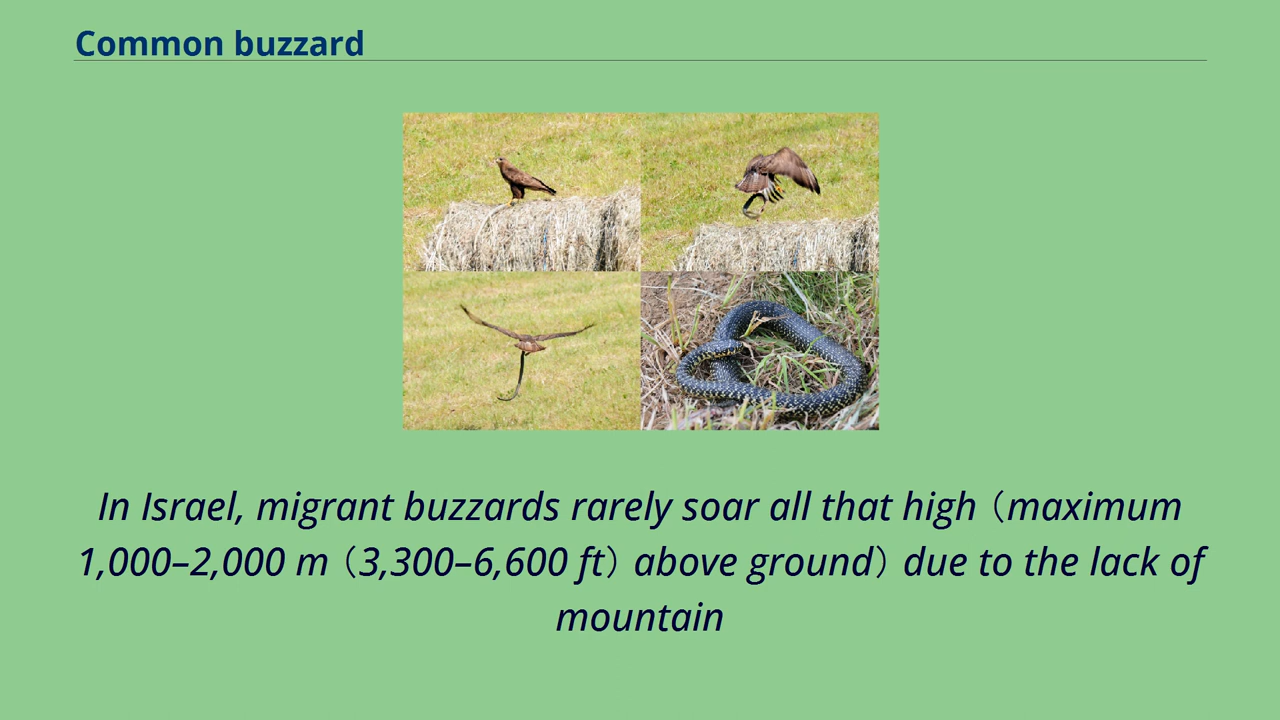 Common buzzard
In Israel, migrant buzzards rarely soar all that high （maximum
1,000–2,000 m （3,300–6,600 ft） above ground） due to the lack of
mountain